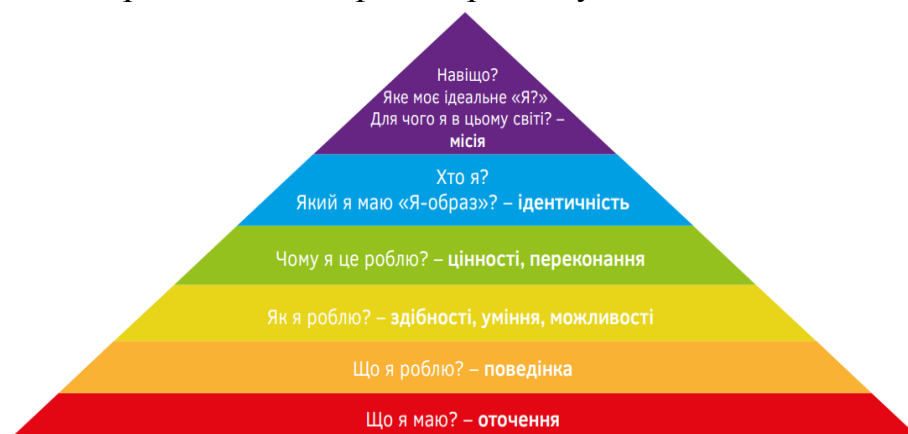 Навіщо?
Яке моє ідеальне «Я?»
Для чого я в цьому світі? –
місія
Хто я?
Який я маю «Я-образ»? – ідентичність
Чому я це роблю? – цінності, переконання
Як я роблю? – здібності, уміння, можливості
Що я роблю? – поведінка
Що я маю? – оточення